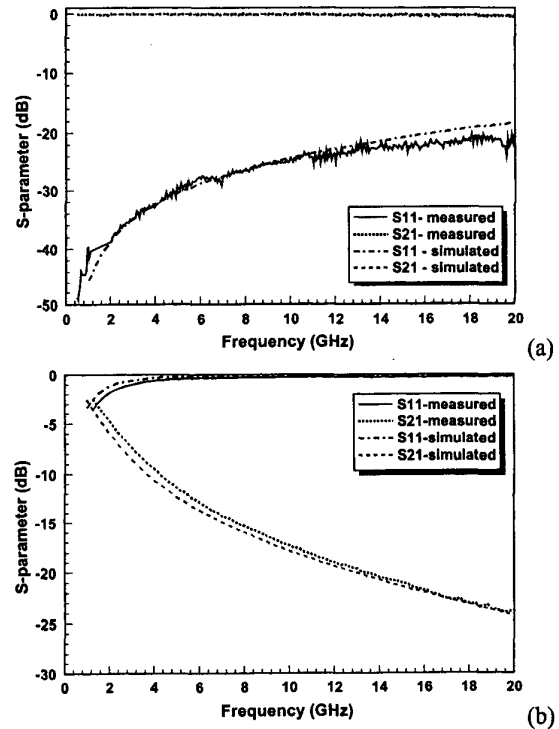 0
-10
-20
-30
-40
-50
S-parameter (dB)
S11- measured
S21- measured
S11 - simulated
S21 - simulated
0 2 4 6 8 10 12 14 16 18 20
Frequency (GHz)
(a)
0
-5
-10
-15
-20
-25
-30
S-parameter (dB)
S11-measured
S21-measured
S11-simulated
S21-simulated
0 2 4 6 8 10 12 14 16 18 20
Frequency (GHz)
(b)